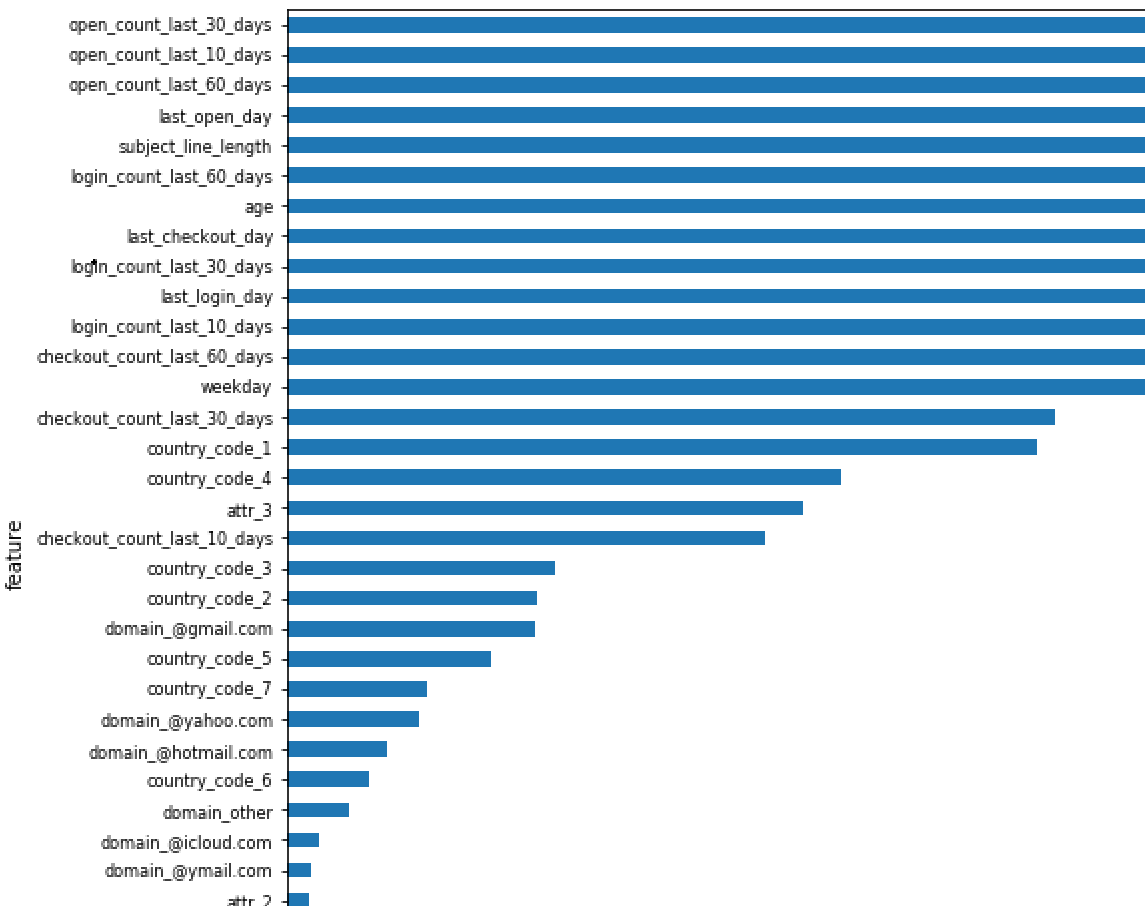 open_count_last_30_days
open_count_last_10_days
open_count_last_60_days
last_open_day
subject_line_length
login_count_last_60_days
age
last_checkout_day
login_count_last_30_days
last_login_day
login_count_last_10_days
checkout_count_last_60_days
weekday
checkout_count_last_30_days
country_code_1
country_code_4
attr_3
checkout_count_last_10_days
country_code_3
country_code_2
domain_@gmail.com
country_code_5
country_code_7
domain_@yahoo.com
domain_@hotmail.com
country_code_6
domain_other
domain_@icloud.com
domain_@ymail.com
attr_2
feature